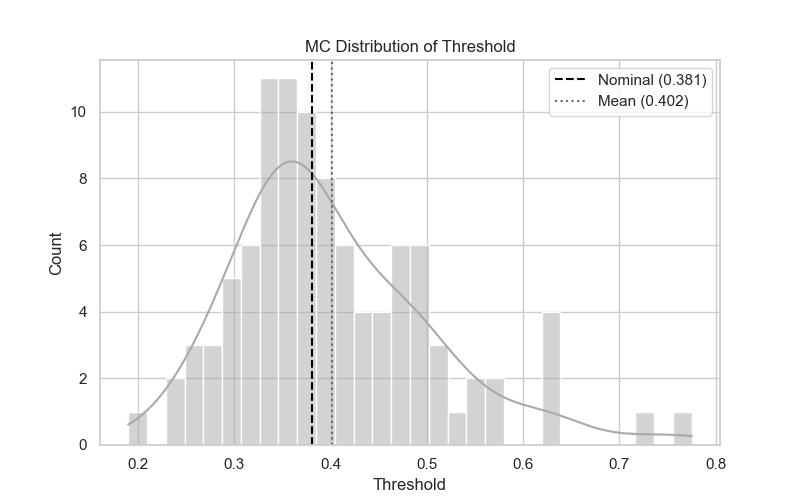 MC Distribution of Threshold
Nominal (0.381)
Mean (0.402)
Count
10
8
6
4
2
0
0.2 0.3 0.4 0.5 0.6 0.7 0.8
Threshold